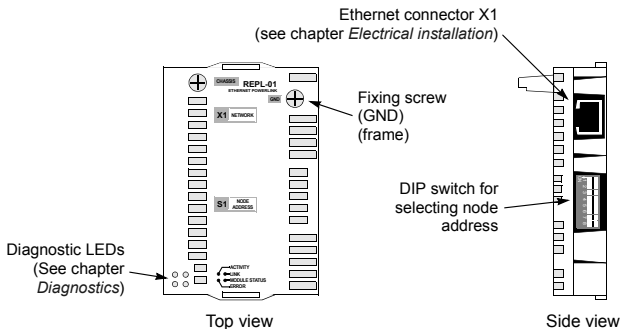 Ethernet connector X1
(see chapter Electrical installation)
CHASSIS
REPL-01
ETHERNET POWERLINK
GND
X1 NETWORK
Fixing screw
(GND)
(frame)
S1 NODE
ADDRESS
DIP switch for
selecting node
address
Diagnostic LEDs
(See chapter
Diagnostics)
ACTIVITY
LINK
MODULE STATUS
ERROR
Top view
Side view